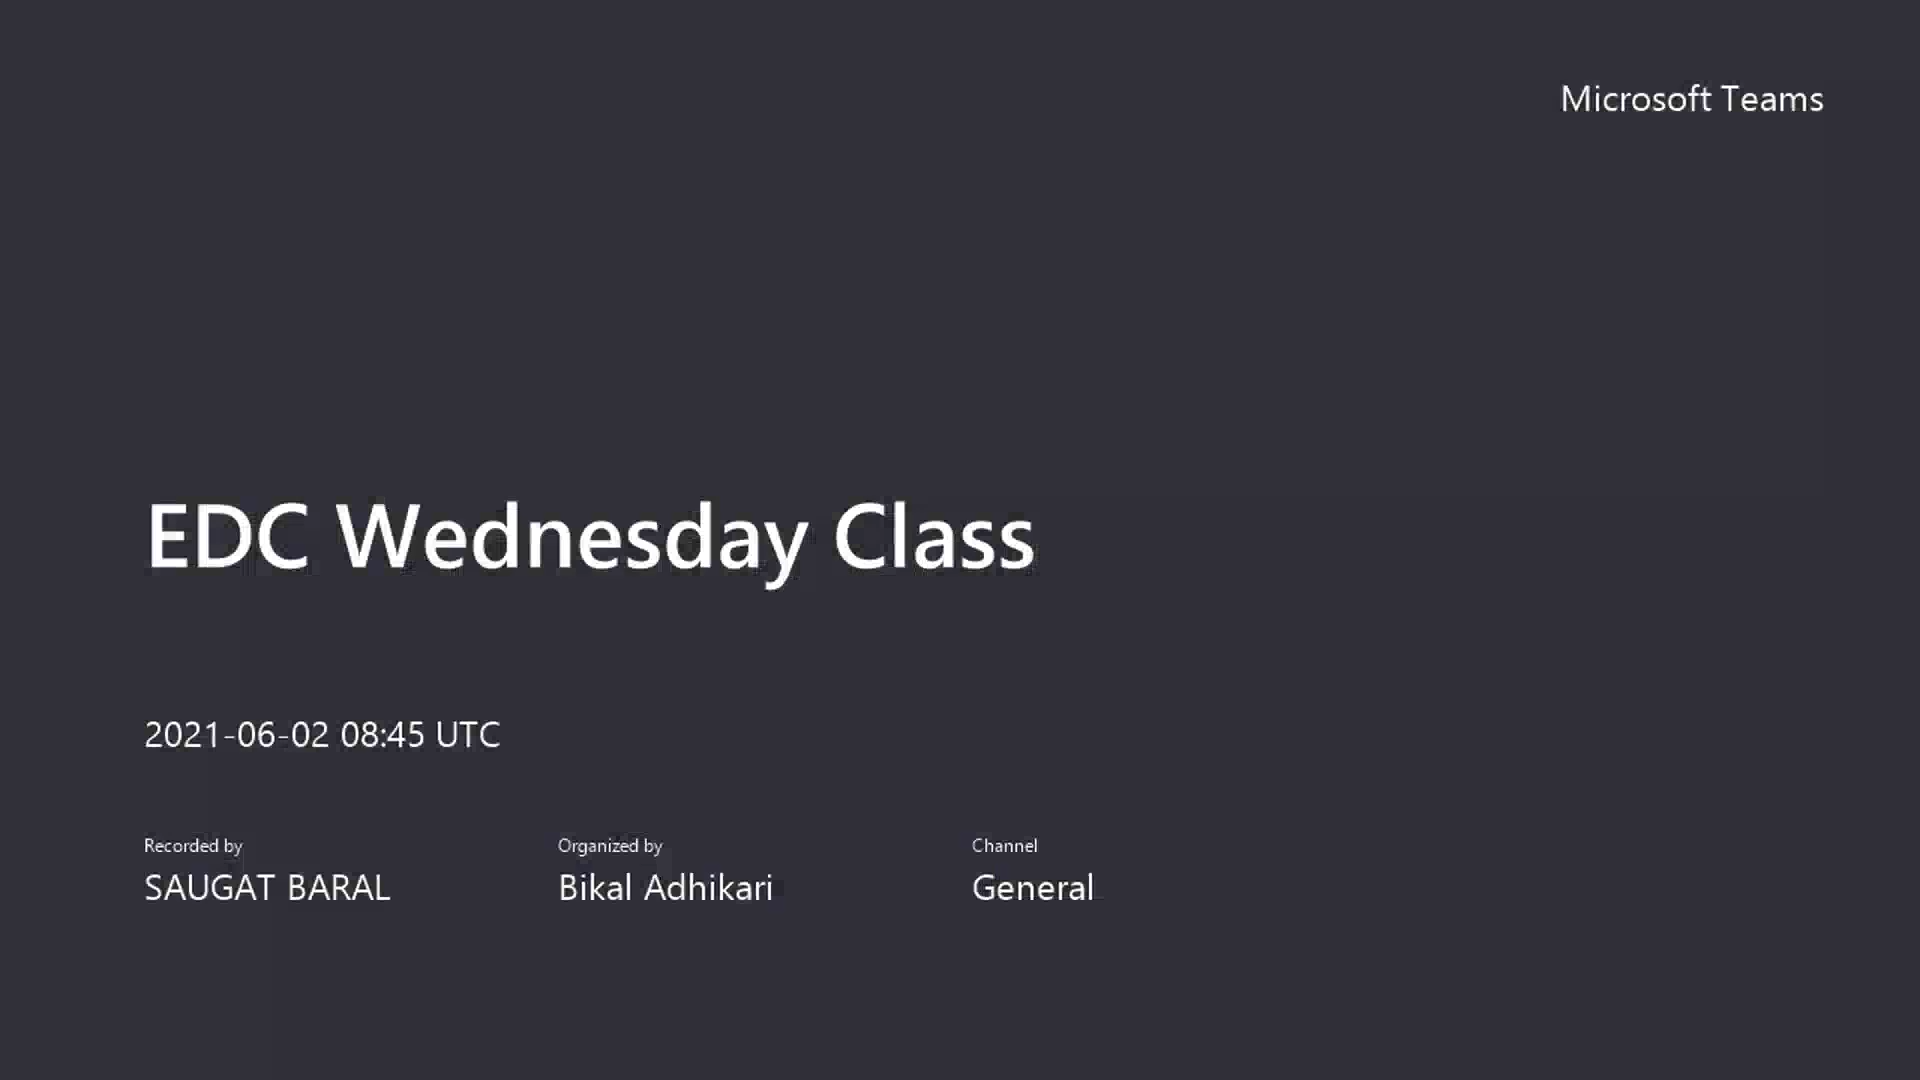 Microsoft Teams
EDC Wednesday Class
2021-06-02 08:45 UTC
Recorded by
SAUGAT BARAL
Organized by
Bikal Adhikari
Channel
General